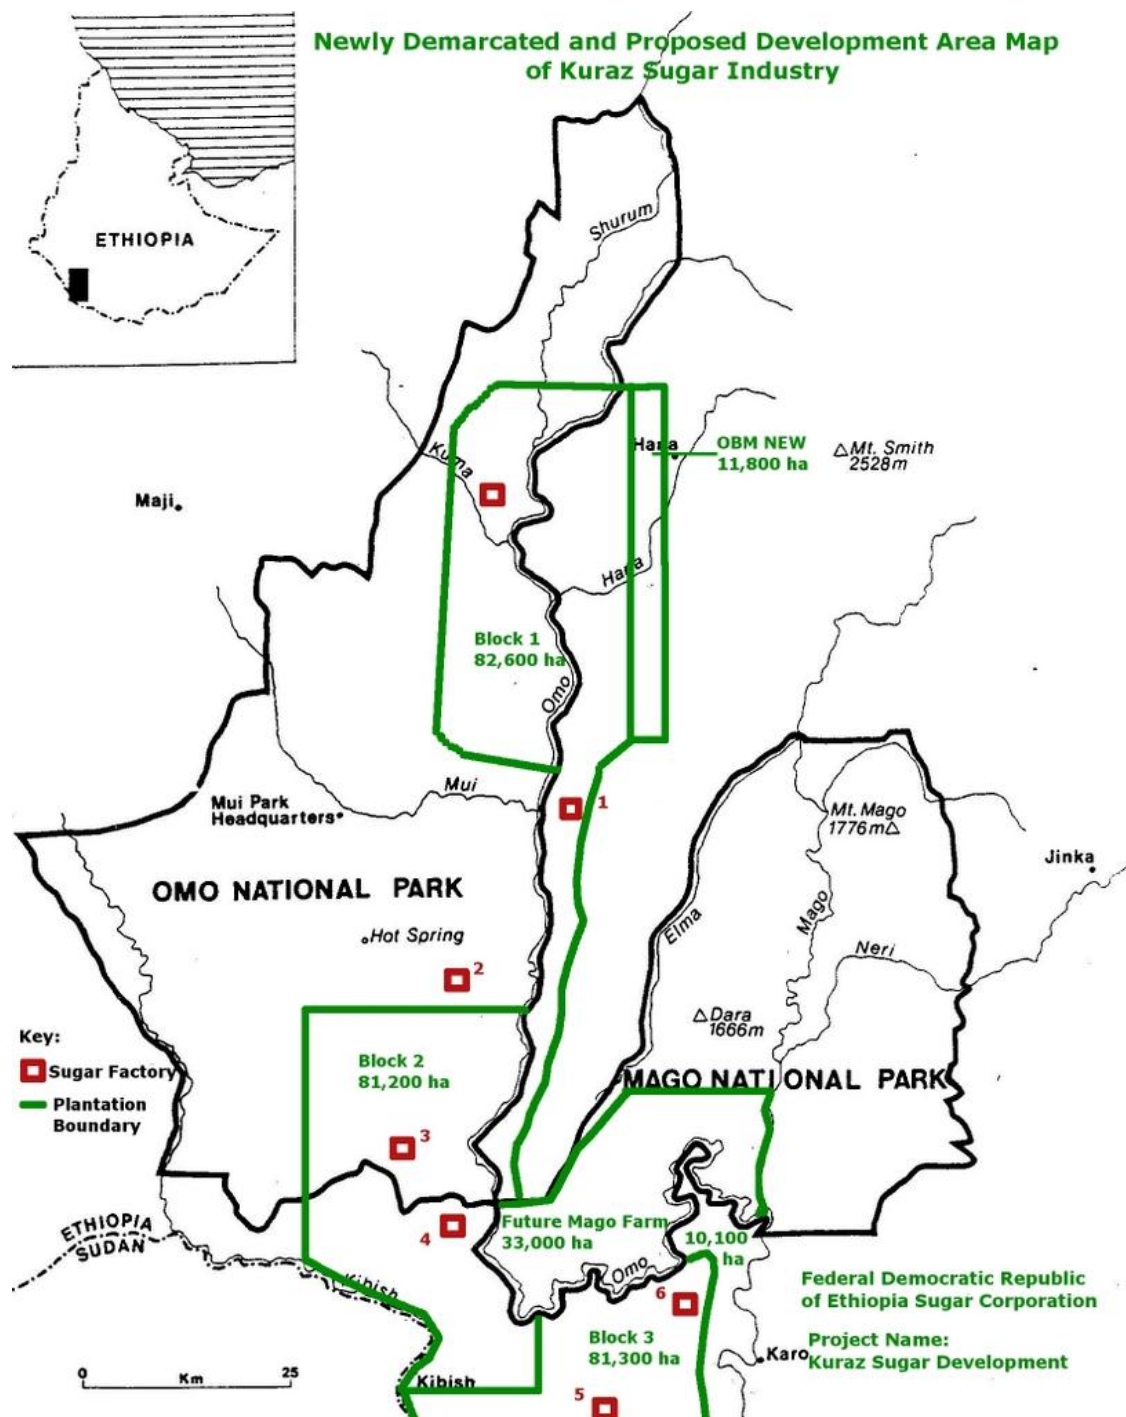 Newly Demarcated and Proposed Development Area Map
of Kuraz Sugar Industry
ETHIOPIA
Shurum
Kuma
Hana
OBM NEW
11,800 ha
Mt. Smith
2528m
Maji
Hana
Block 1
82,600 ha
Omo
Mui
Mui Park
Headquarters
1
Mt. Mago
1776m
Jinka
OMO NATIONAL PARK
Hot Spring
Elma
Mago
Neri
2
Dara
1666m
Key:
Sugar Factory
Plantation
Boundary
Block 2
81,200 ha
MAGO NATIONAL PARK
3
ETHIOPIA
SUDAN
4
Future Mago Farm
33,000 ha
10,100
ha
Kibish
Omo
6
Federal Democratic Republic
of Ethiopia Sugar Corporation
Block 3
81,300 ha
Karo
Project Name:
Kuraz Sugar Development
0 25
Km
Kibish
5